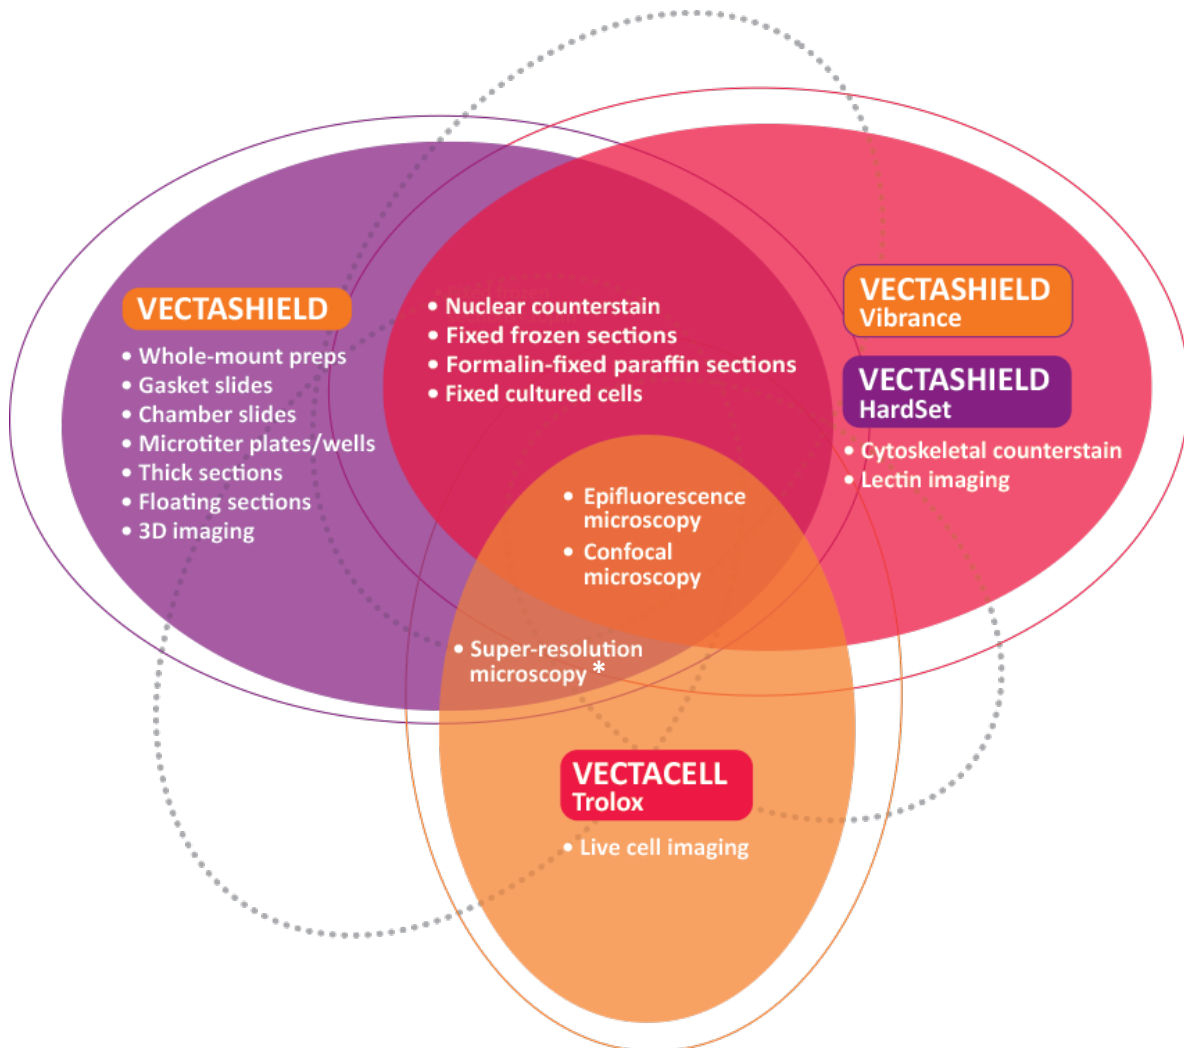 VECTASHIELD
• Whole-mount preps
• Gasket slides
• Chamber slides
• Microtiter plates/wells
• Thick sections
• Floating sections
• 3D imaging
• Nuclear counterstain
• Fixed frozen sections
• Formalin-fixed paraffin sections
• Fixed cultured cells
VECTASHIELD
Vibrance
VECTASHIELD
HardSet
• Cytoskeletal counterstain
• Lectin imaging
• Epifluorescence
microscopy
• Confocal
microscopy
• Super-resolution
microscopy *
VECTACELL
Trolox
• Live cell imaging